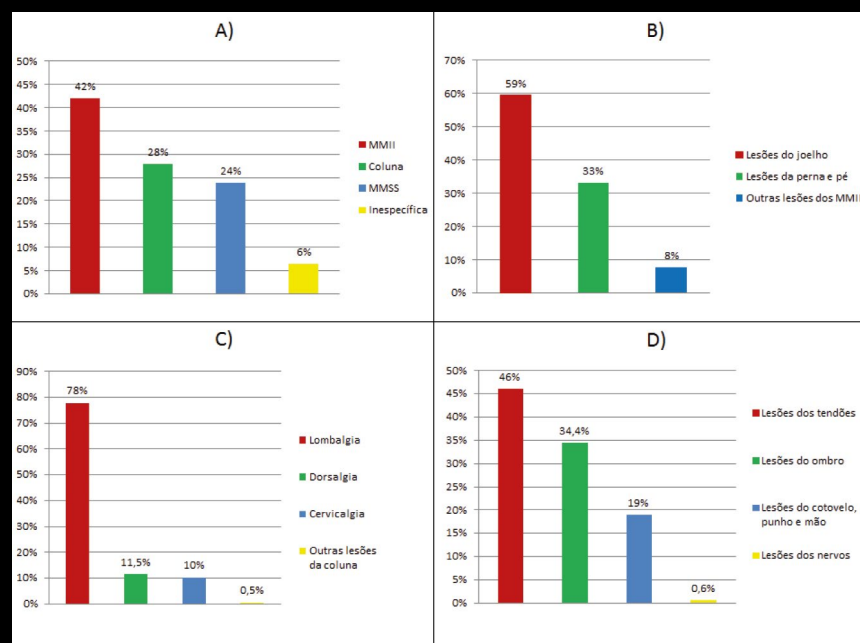 A)
50%
45%
40%
35%
30%
25%
20%
15%
10%
5%
0%
42%
28%
24%
6%
MMII
Coluna
MMSS
Inespecífica
B)
70%
60%
50%
40%
30%
20%
10%
0%
59%
33%
8%
Lesões do joelho
Lesões da perna e pé
Outras lesões dos MMII
C)
90%
80%
70%
60%
50%
40%
30%
20%
10%
0%
78%
11,5%
10%
0,5%
Lombalgia
Dorsalgia
Cervicalgia
Outras lesões
da coluna
D)
50%
45%
40%
35%
30%
25%
20%
15%
10%
5%
0%
46%
34,4%
19%
0,6%
Lesões dos tendões
Lesões do ombro
Lesões do cotovelo,
punho e mão
Lesões dos nervos